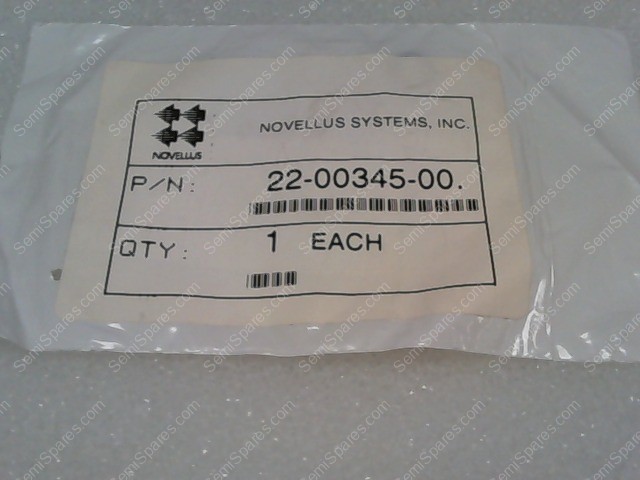 NOVELLUS
NOVELLUS SYSTEMS, INC.
P/N: 22-00345-00.
QTY: 1 EACH
SemiSpares.com